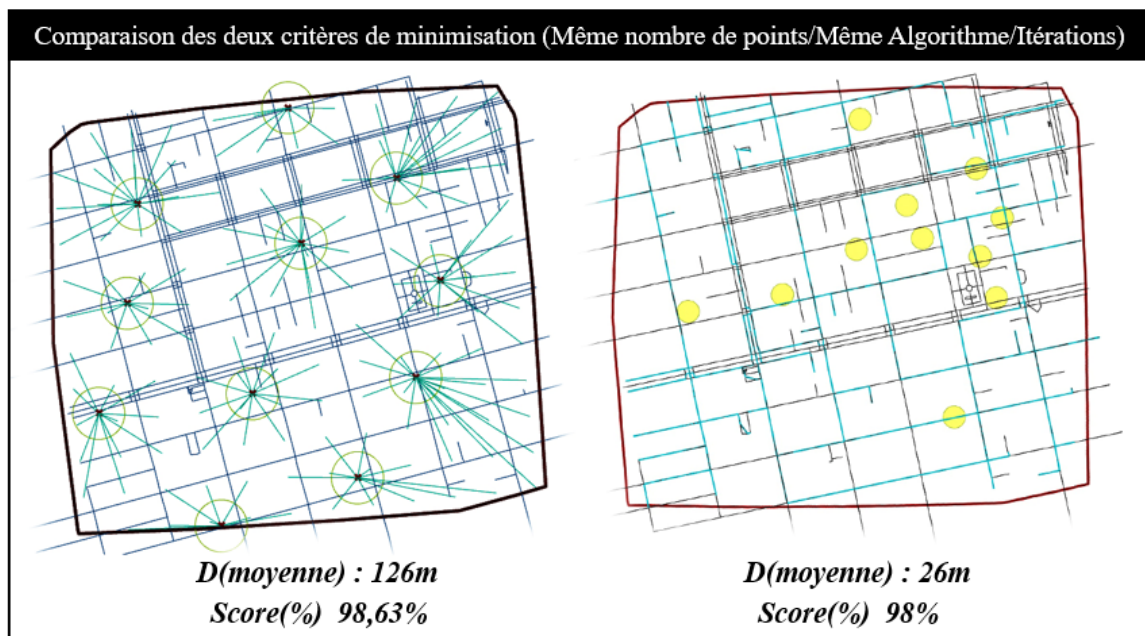 Comparaison des deux critères de minimisation (Même nombre de points/Même Algorithme/Itérations)
D(moyenne) : 126m
Score(%) 98,63%
D(moyenne) : 26m
Score(%) 98%